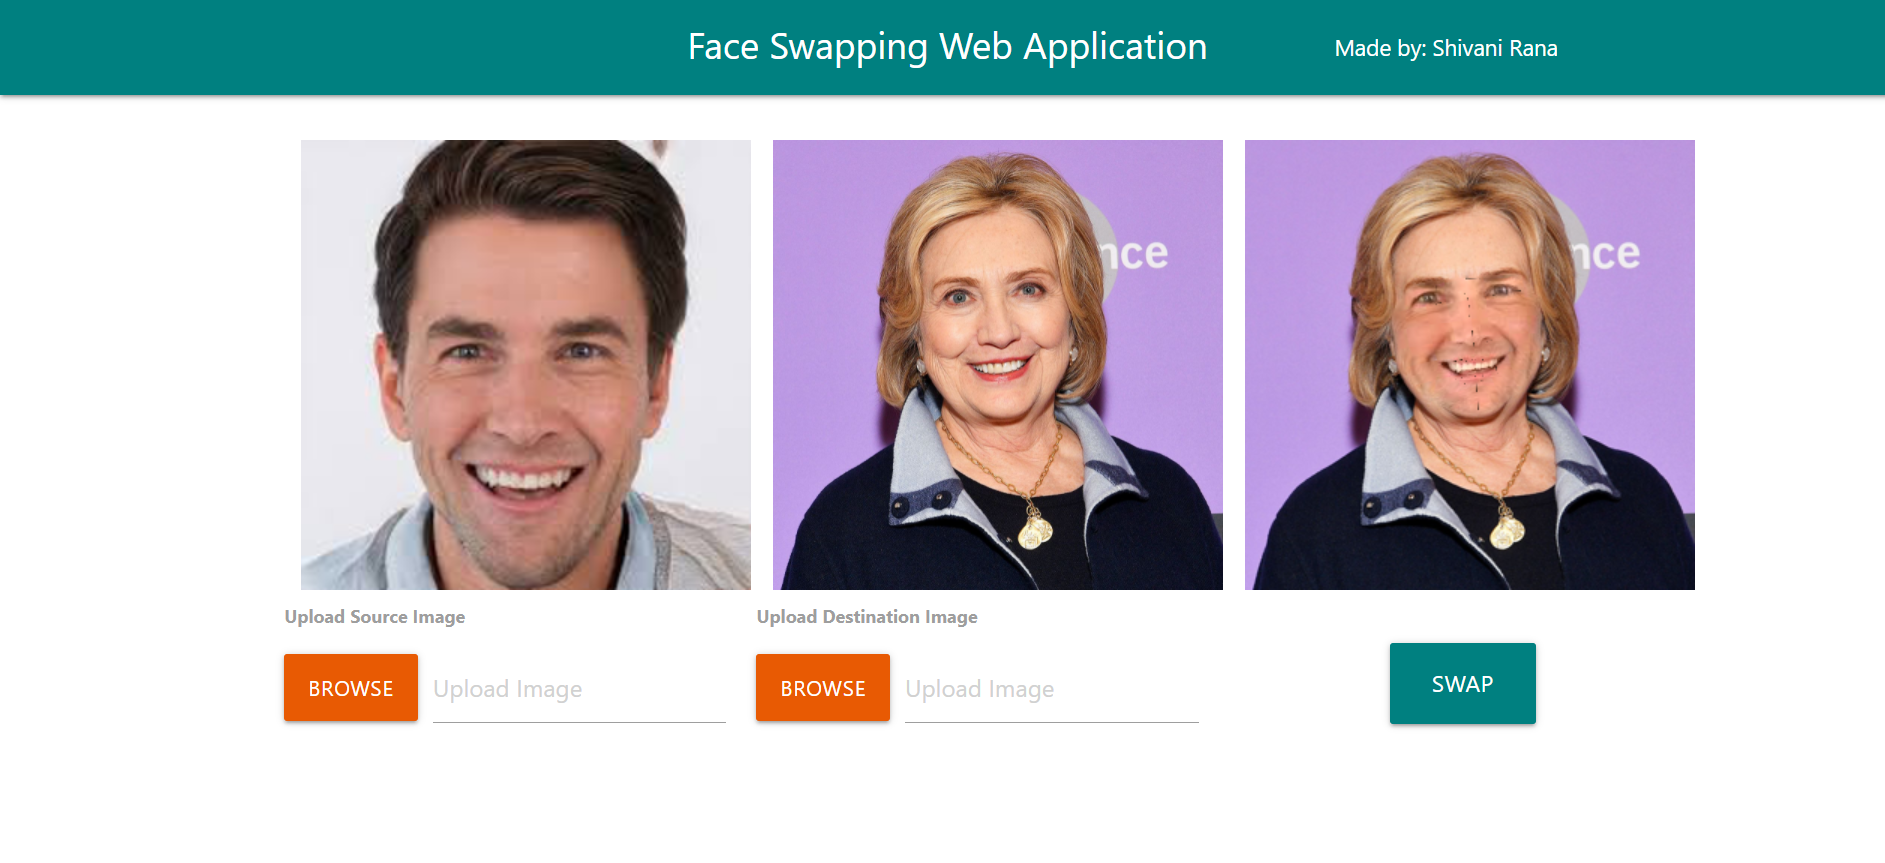 Face Swapping Web Application
Made by: Shivani Rana
nce
nce
Upload Source Image
Upload Destination Image
BROWSE
Upload Image
BROWSE
Upload Image
SWAP